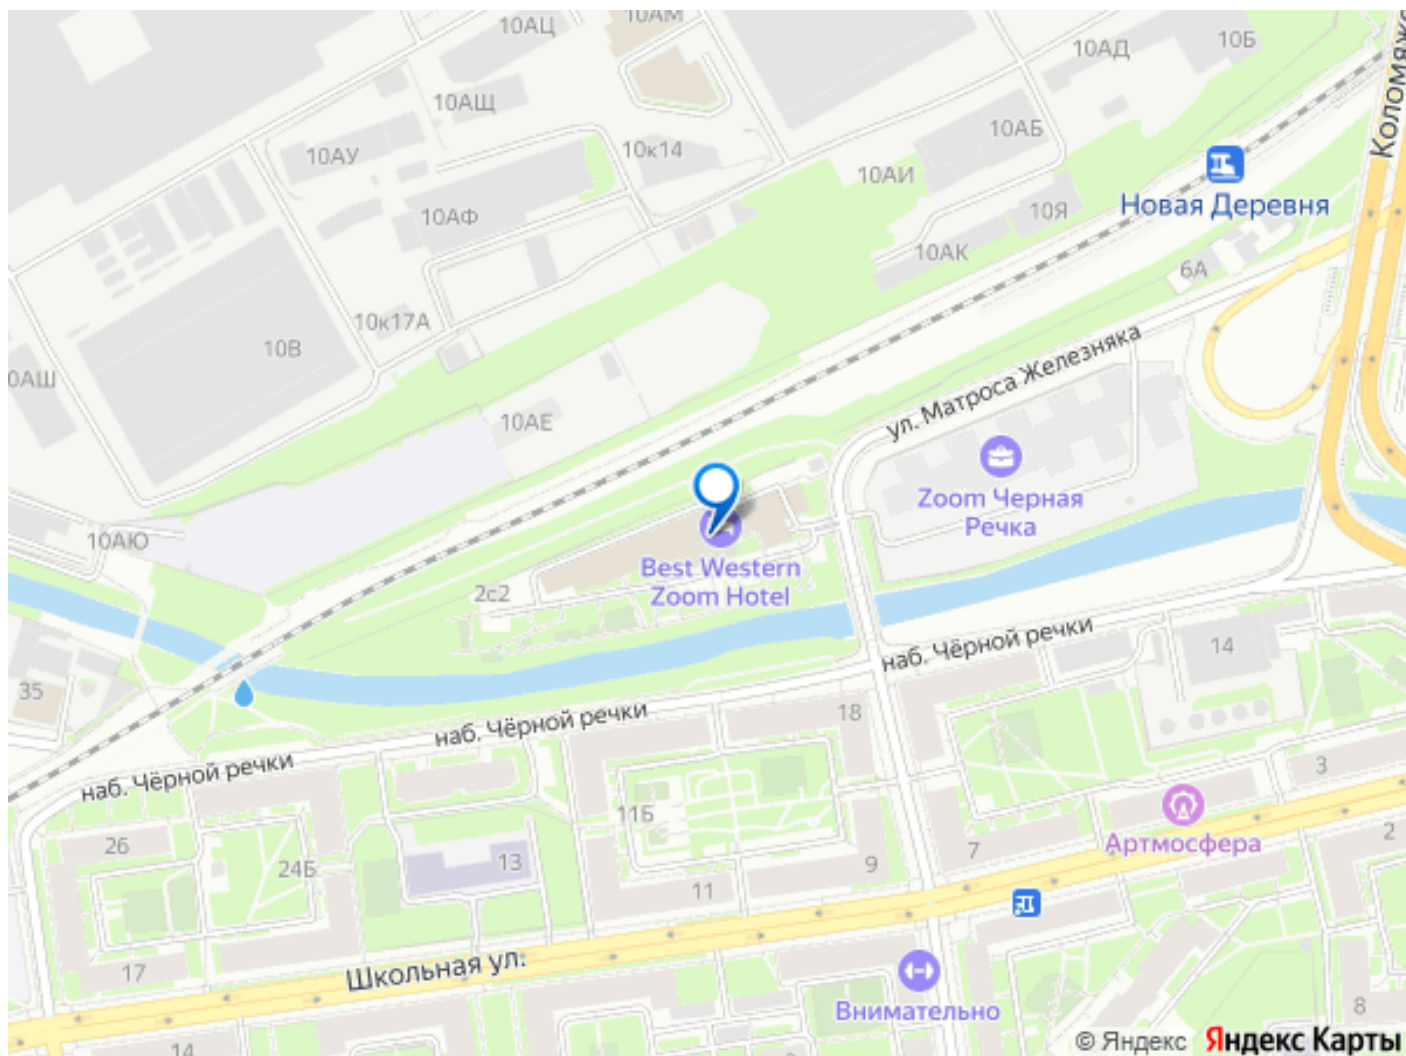 10АЦ
10АМ
10АД
10Б
Коломяжс
10АЩ
10АБ
10АУ
10к14
10АИ
Новая Деревня
10АФ
10Я
10АК
6А
10к17А
10В
ул. Матроса Железняка
0АШ
10АЕ
Zoom Черная
Речка
10АЮ
Best Western
Zoom Hotel
2с2
наб. Чёрной речки
14
35
наб. Чёрной речки
18
наб. Чёрной речки
3
11Б
Артмосфера
2
26
24Б
13
9
7
11
Школьная ул.
17
Внимательно
8
14
© Яндекс Яндекс Карты